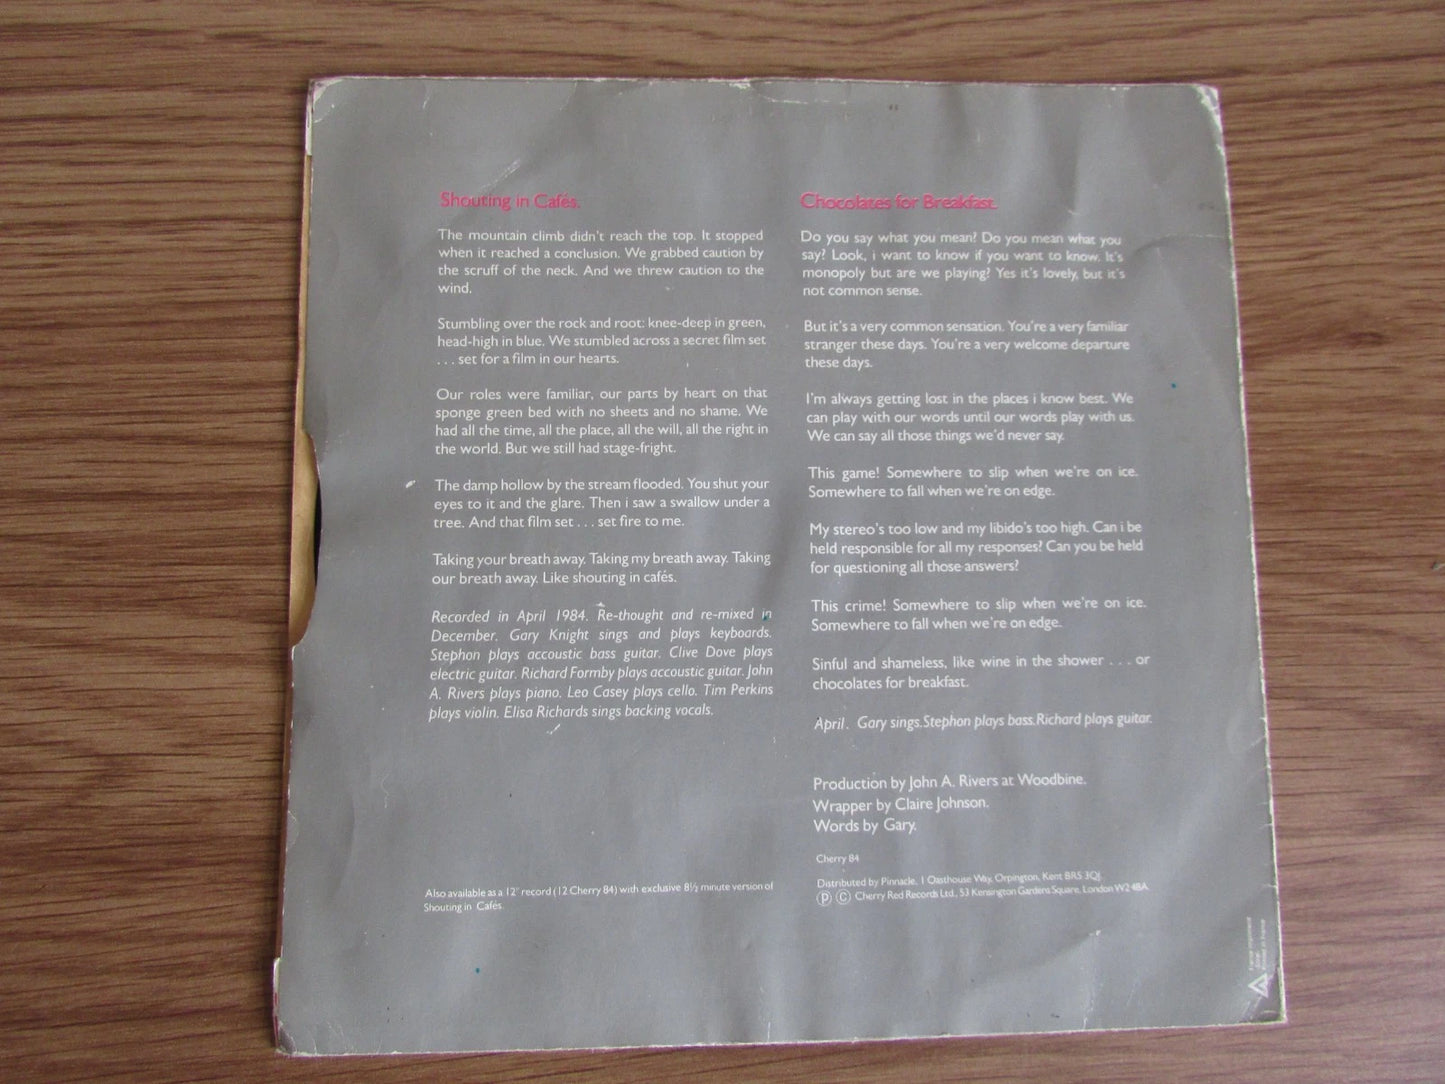 Shouting in Cafés.
The mountain climb didn't reach the top. It stopped
when it reached a conclusion. We grabbed caution by
the scruff of the neck. And we threw caution to the
wind.
Stumbling over the rock and root: knee-deep in green,
head-high in blue. We stumbled across a secret film set
. . . set for a film in our hearts.
Our roles were familiar, our parts by heart on that
sponge green bed with no sheets and no shame. We
had all the time, all the place, all the will, all the right in
the world. But we still had stage-fright.
The damp hollow by the stream flooded. You shut your
eyes to it and the glare. Then i saw a swallow under a
tree. And that film set . . . set fire to me.
Taking your breath away. Taking my breath away. Taking
our breath away. Like shouting in cafés.
Recorded in April 1984. Re-thought and re-mixed in
December. Gary Knight sings and plays keyboards.
Stephon plays accoustic bass guitar. Clive Dove plays
electric guitar. Richard Formby plays accoustic guitar. John
A. Rivers plays piano. Leo Casey plays cello. Tim Perkins
plays violin. Elisa Richards sings backing vocals.
Also available as a 12" record (12 Cherry 84) with exclusive 8½ minute version of
Shouting in Cafés.
Chocolates for Breakfast.
Do you say what you mean? Do you mean what you
say? Look, i want to know if you want to know. It's
monopoly but are we playing? Yes it's lovely, but it's
not common sense.
But it's a very common sensation. You're a very familiar
stranger these days. You're a very welcome departure
these days.
I'm always getting lost in the places i know best. We
can play with our words until our words play with us.
We can say all those things we'd never say.
This game! Somewhere to slip when we're on ice.
Somewhere to fall when we're on edge.
My stereo's too low and my libido's too high. Can i be
held responsible for all my responses? Can you be held
for questioning all those answers?
This crime! Somewhere to slip when we're on ice.
Somewhere to fall when we're on edge.
Sinful and shameless, like wine in the shower . . . or
chocolates for breakfast.
April. Gary sings. Stephon plays bass. Richard plays guitar.
Production by John A. Rivers at Woodbine.
Wrapper by Claire Johnson.
Words by Gary.
Cherry 84
Distributed by Pinnacle, 1 Oasthouse Way, Orpington, Kent BR5 3QJ.
Ⓟ © Cherry Red Records Ltd., 53 Kensington Gardens Square, London W2 4BA
in France